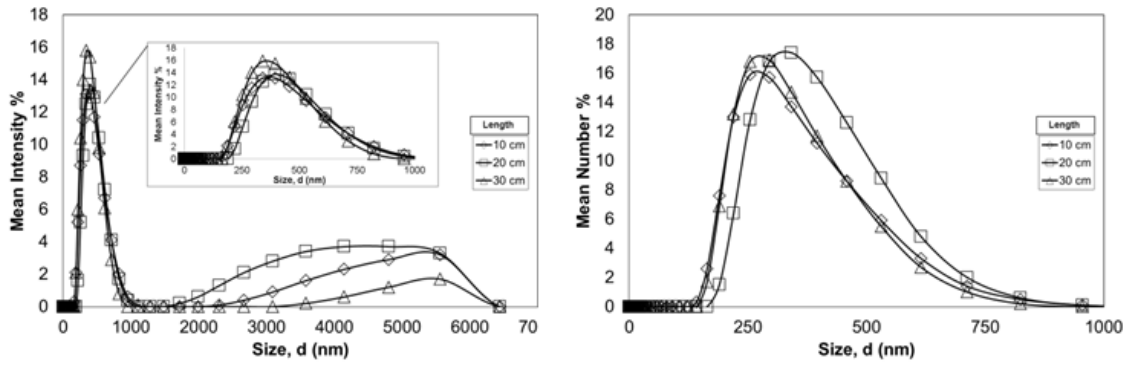 18
16
14
12
10
8
6
4
2
0
Mean Intensity %
0 1000 2000 3000 4000 5000 6000 70
Size, d (nm)
18
16
14
12
10
8
6
4
2
0
Mean Intensity %
0 250 500 750 1000
Size, d (nm)
Length
10 cm
20 cm
30 cm
20
18
16
14
12
10
8
6
4
2
0
Mean Number %
0 250 500 750 1000
Size, d (nm)
Length
10 cm
20 cm
30 cm